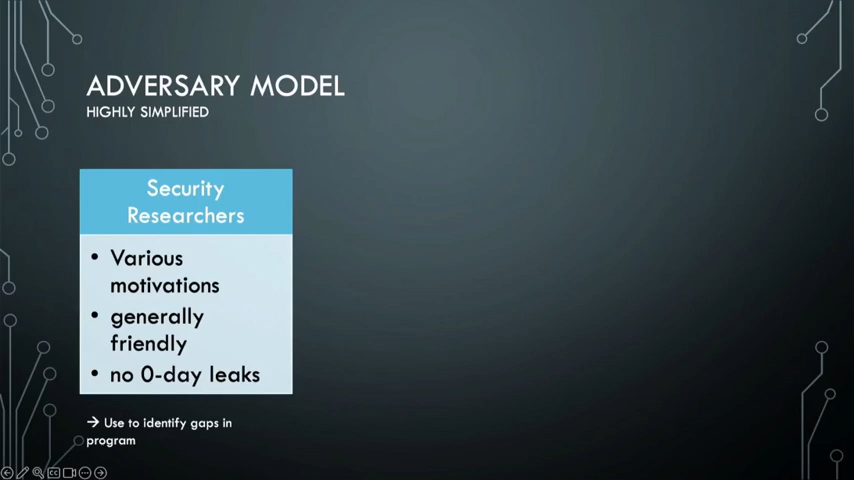 ADVERSARY MODEL
HIGHLY SIMPLIFIED
Security
Researchers
• Various
motivations
• generally
friendly
• no 0-day leaks
→ Use to identify gaps in
program